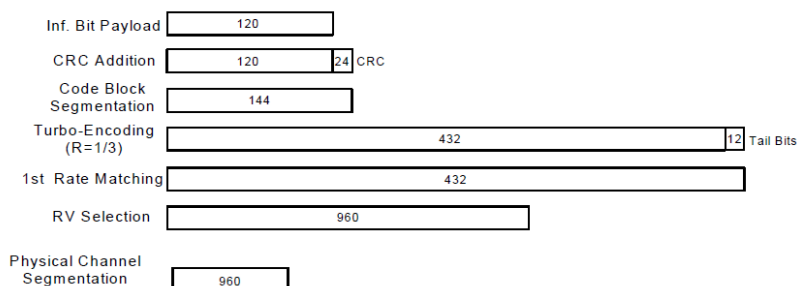 Inf. Bit Payload 120
CRC Addition 120 24 CRC
Code Block
Segmentation 144
Turbo-Encoding
(R=1/3) 432 12 Tail Bits
1st Rate Matching 432
RV Selection 960
Physical Channel
Segmentation 960